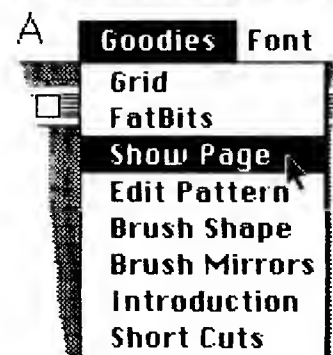 A
Goodies Font
Grid
FatBits
Show Page
Edit Pattern
Brush Shape
Brush Mirrors
Introduction
Short Cuts